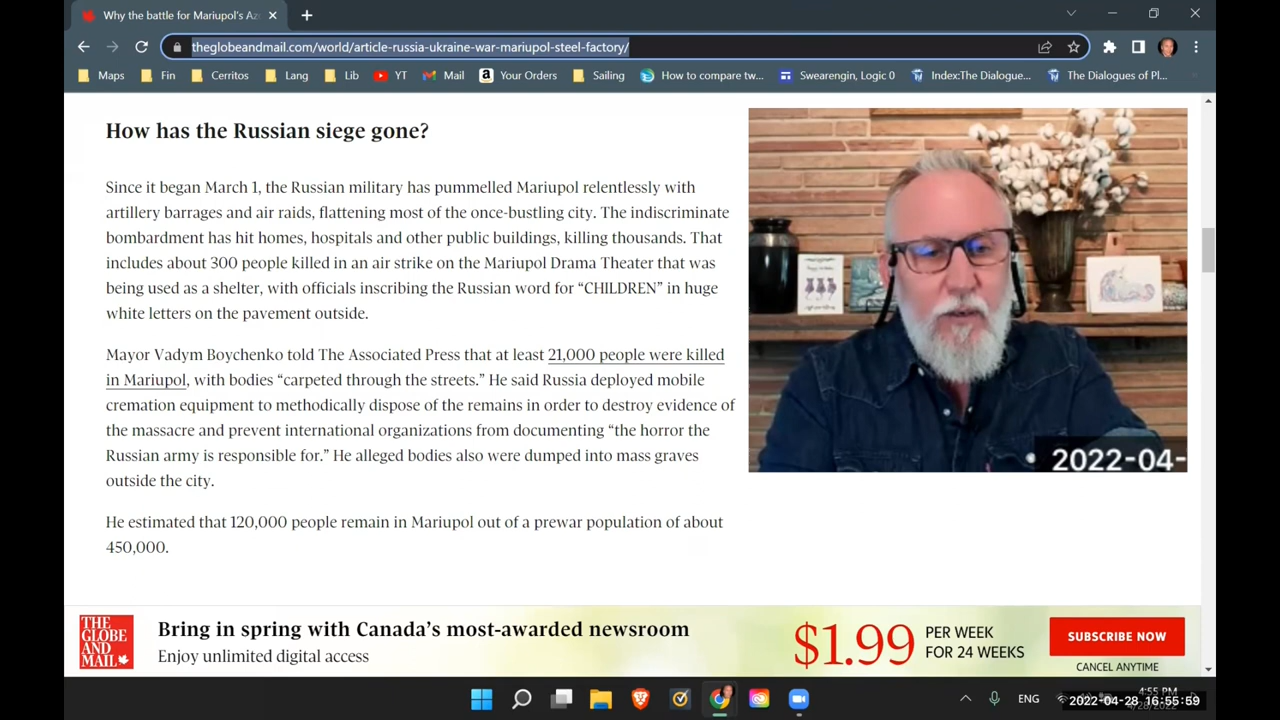 Why the battle for Mariupol's Az
theglobeandmail.com/world/article-russia-ukraine-war-mariupol-steel-factory/
Maps
Fin
Cerritos
Lang
Lib
YT
Mail
Your Orders
Sailing
How to compare tw...
Swearengin, Logic 0
Index:The Dialogue...
The Dialogues of Pl...
How has the Russian siege gone?
Since it began March 1, the Russian military has pummelled Mariupol relentlessly with
artillery barrages and air raids, flattening most of the once-bustling city. The indiscriminate
bombardment has hit homes, hospitals and other public buildings, killing thousands. That
includes about 300 people killed in an air strike on the Mariupol Drama Theater that was
being used as a shelter, with officials inscribing the Russian word for “CHILDREN” in huge
white letters on the pavement outside.
Mayor Vadym Boychenko told The Associated Press that at least 21,000 people were killed
in Mariupol, with bodies “carpeted through the streets.” He said Russia deployed mobile
cremation equipment to methodically dispose of the remains in order to destroy evidence of
the massacre and prevent international organizations from documenting “the horror the
Russian army is responsible for.” He alleged bodies also were dumped into mass graves
outside the city.
He estimated that 120,000 people remain in Mariupol out of a prewar population of about
450,000.
2022-04-
THE
GLOBE
AND
MAIL
Bring in spring with Canada’s most-awarded newsroom
Enjoy unlimited digital access
$1.99
PER WEEK
FOR 24 WEEKS
SUBSCRIBE NOW
CANCEL ANYTIME
ENG
4:55 PM
2022-04-28 16:55:59